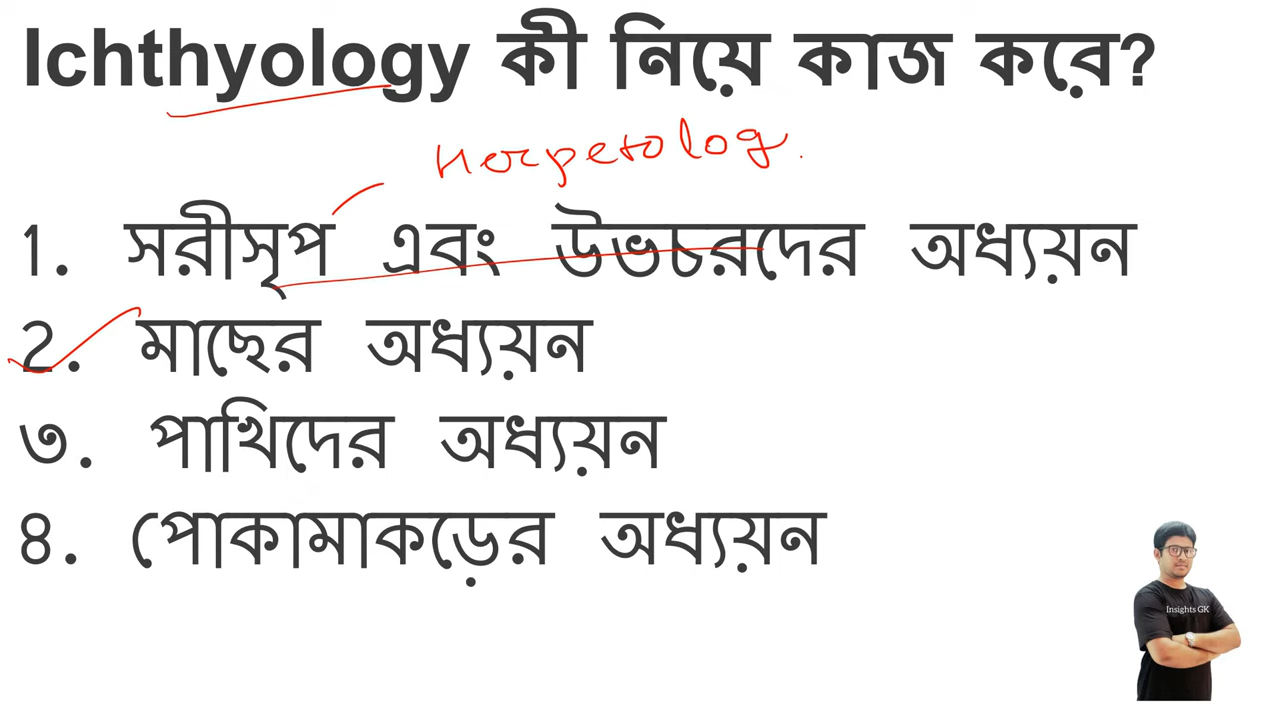 Ichthyology কী নিয়ে কাজ করে?
Herpetolog
1. সরীসৃপ এবং উভচরদের অধ্যয়ন
2. মাছের অধ্যয়ন
৩. পাখিদের অধ্যয়ন
৪. পোকামাকড়ের অধ্যয়ন
Insights GK